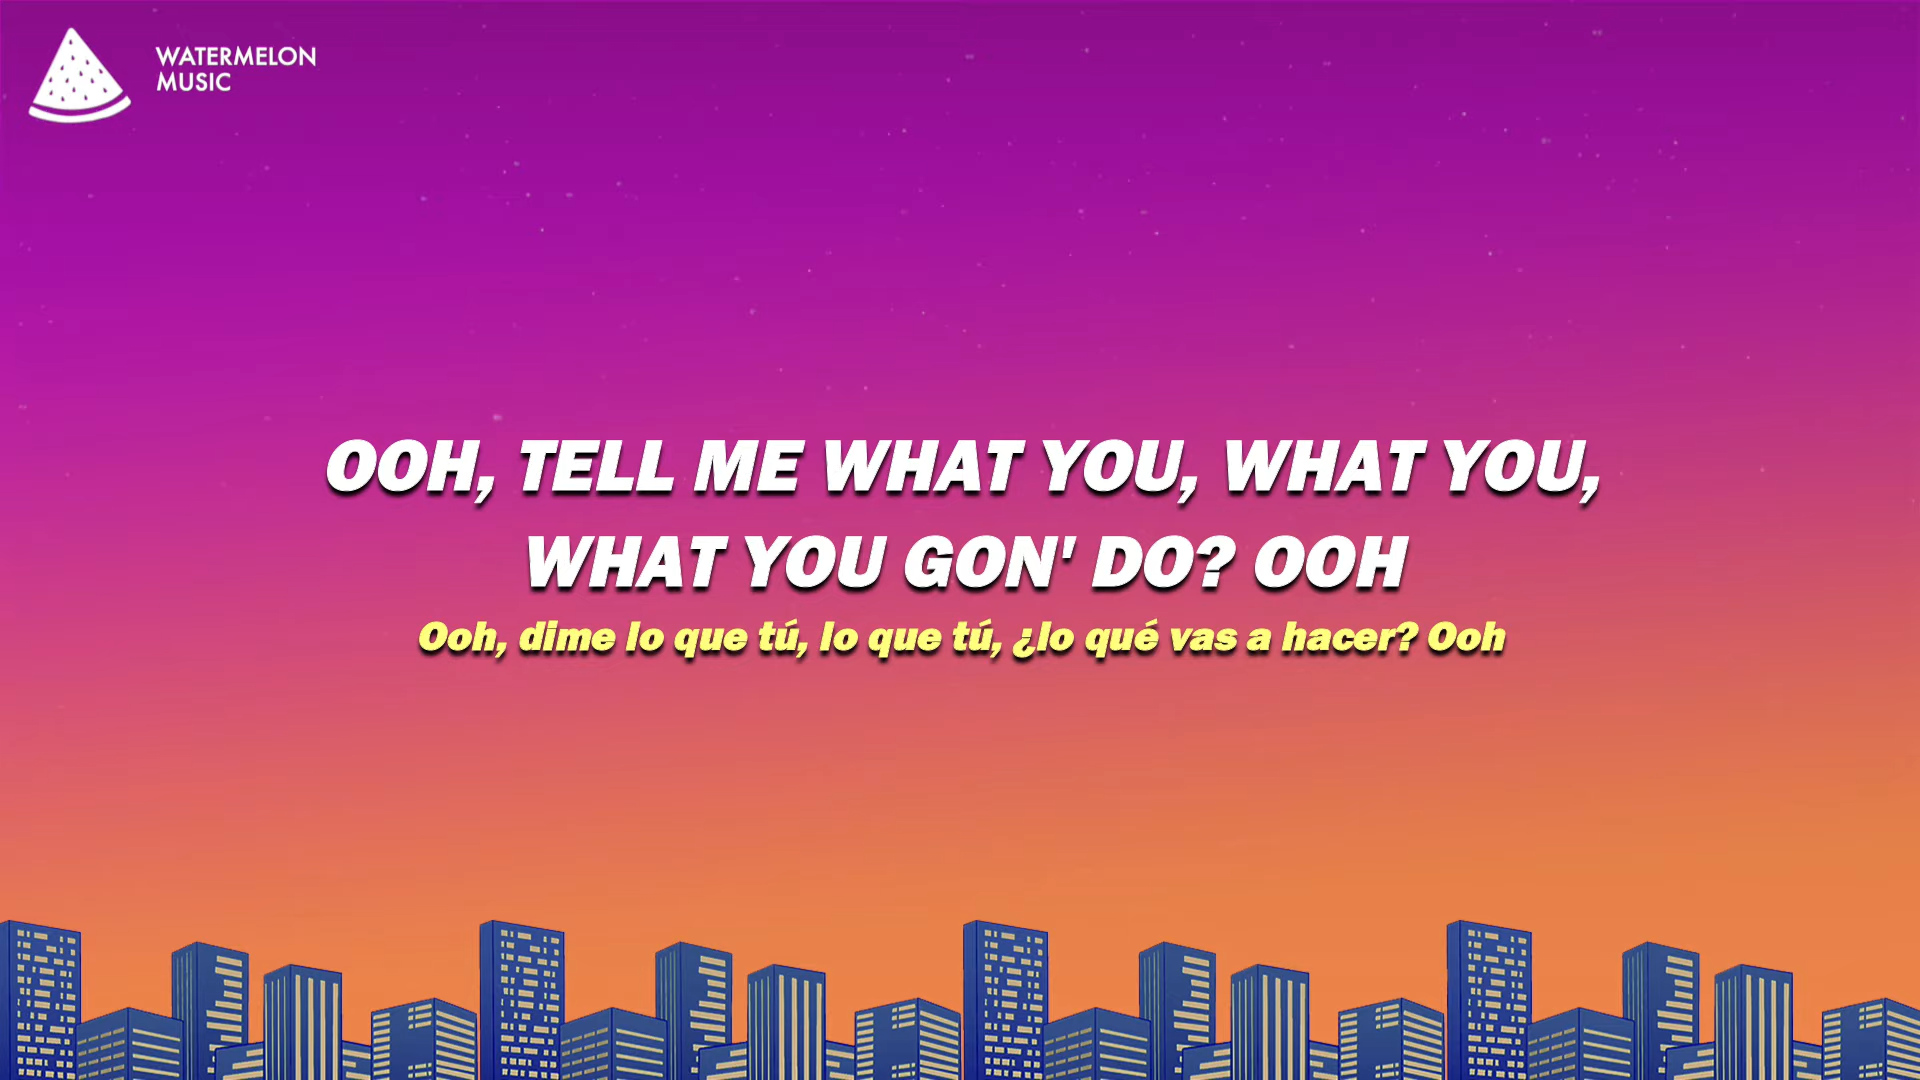 WATERMELON
MUSIC
OOH, TELL ME WHAT YOU, WHAT YOU,
WHAT YOU GON' DO? OOH
Ooh, dime lo que tú, lo que tú, ¿lo qué vas a hacer? Ooh